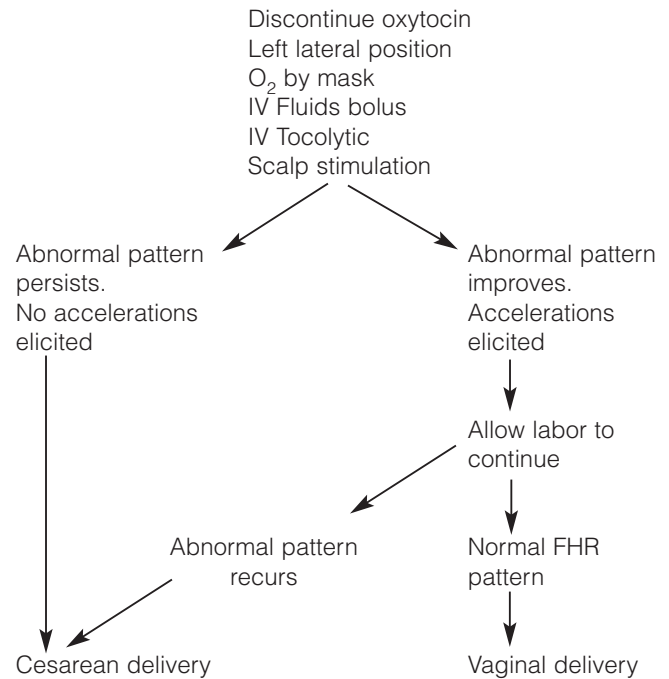 Discontinue oxytocin
Left lateral position
O₂ by mask
IV Fluids bolus
IV Tocolytic
Scalp stimulation
Abnormal pattern
persists.
No accelerations
elicited
Abnormal pattern
improves.
Accelerations
elicited
Allow labor to
continue
Abnormal pattern
recurs
Normal FHR
pattern
Cesarean delivery
Vaginal delivery